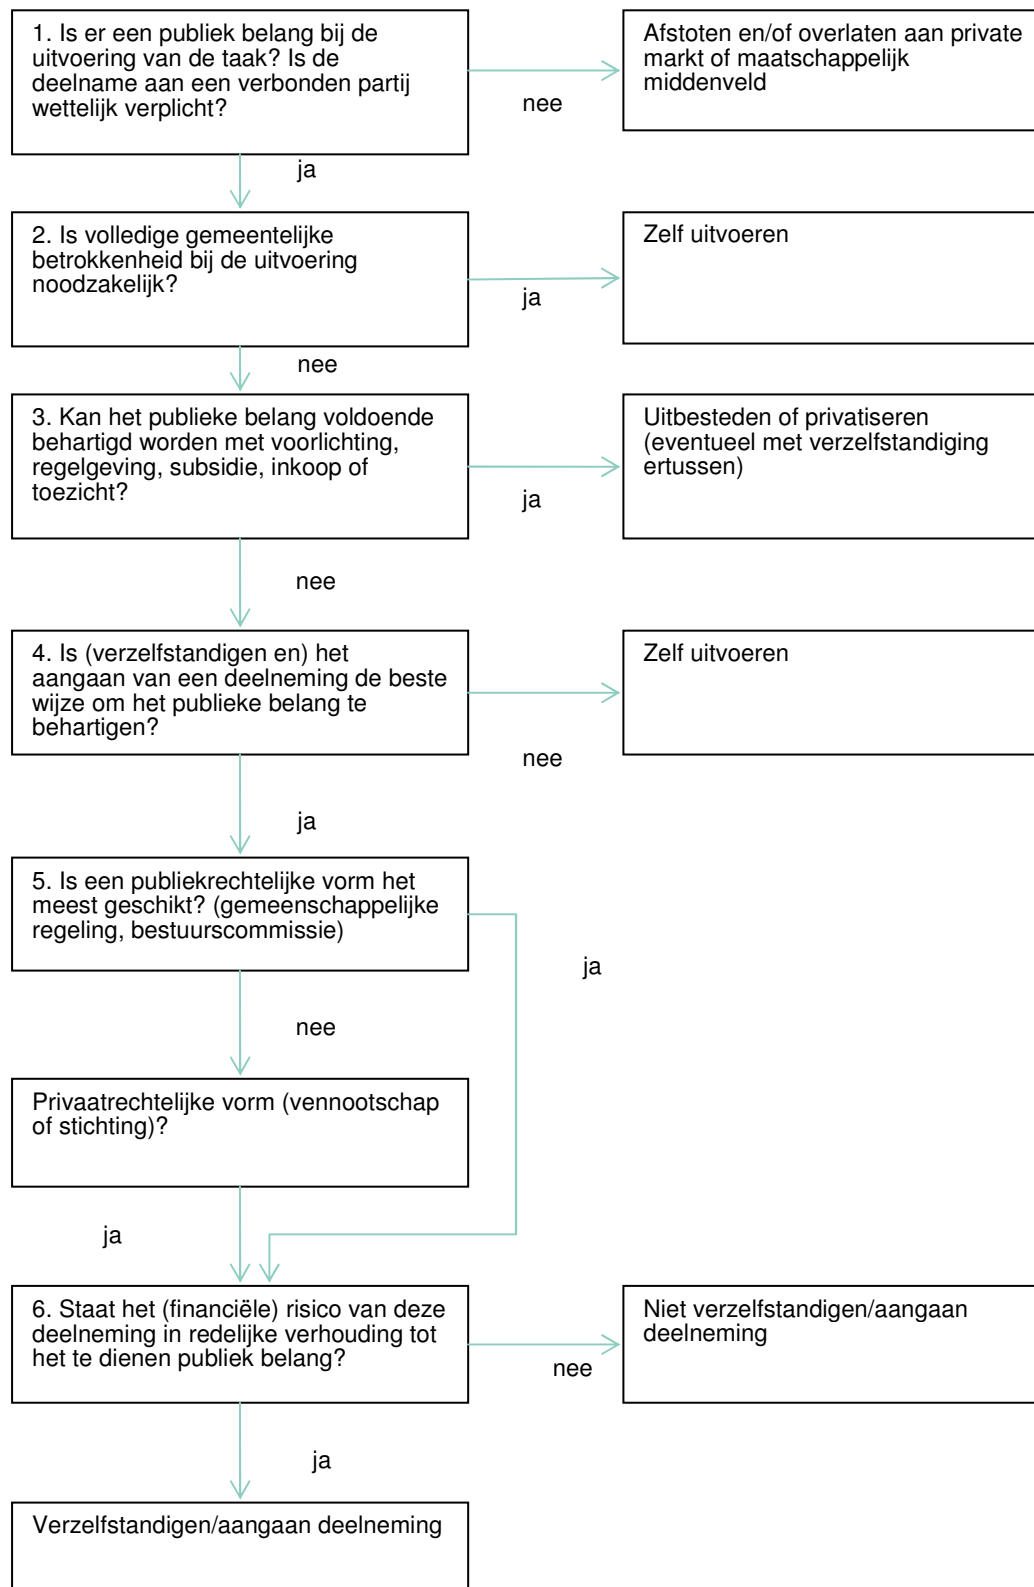 1. Is er een publiek belang bij de
uitvoering van de taak? Is de
deelname aan een verbonden partij
wettelijk verplicht?
nee
Afstoten en/of overlaten aan private
markt of maatschappelijk
middenveld
ja
2. Is volledige gemeentelijke
betrokkenheid bij de uitvoering
noodzakelijk?
ja
Zelf uitvoeren
nee
3. Kan het publieke belang voldoende
behartigd worden met voorlichting,
regelgeving, subsidie, inkoop of
toezicht?
ja
Uitbesteden of privatiseren
(eventueel met verzelfstandiging
ertussen)
nee
4. Is (verzelfstandigen en) het
aangaan van een deelneming de beste
wijze om het publieke belang te
behartigen?
nee
Zelf uitvoeren
ja
5. Is een publiekrechtelijke vorm het
meest geschikt? (gemeenschappelijke
regeling, bestuurscommissie)
ja
nee
Privaatrechtelijke vorm (vennootschap
of stichting)?
ja
6. Staat het (financiële) risico van deze
deelneming in redelijke verhouding tot
het te dienen publiek belang?
nee
Niet verzelfstandigen/aangaan
deelneming
ja
Verzelfstandigen/aangaan deelneming